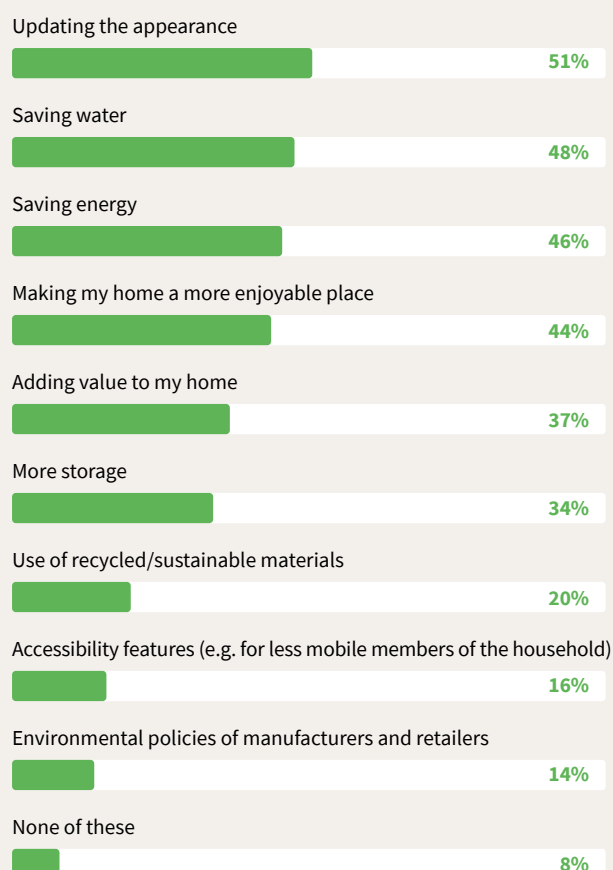 Updating the appearance
51%
Saving water
48%
Saving energy
46%
Making my home a more enjoyable place
44%
Adding value to my home
37%
More storage
34%
Use of recycled/sustainable materials
20%
Accessibility features (e.g. for less mobile members of the household)
16%
Environmental policies of manufacturers and retailers
14%
None of these
8%